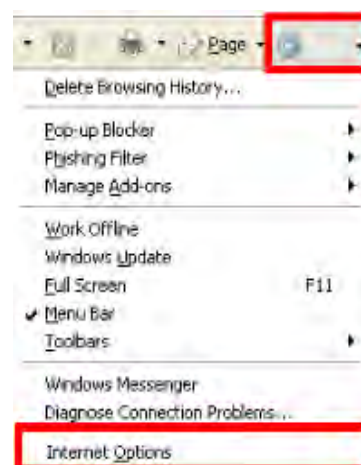 Page
Delete Browsing History...
Pop-up Blocker
Phishing Filter
Manage Add-ons
Work Offline
Windows Update
Full Screen F11
Menu Bar
Toolbars
Windows Messenger
Diagnose Connection Problems...
Internet Options